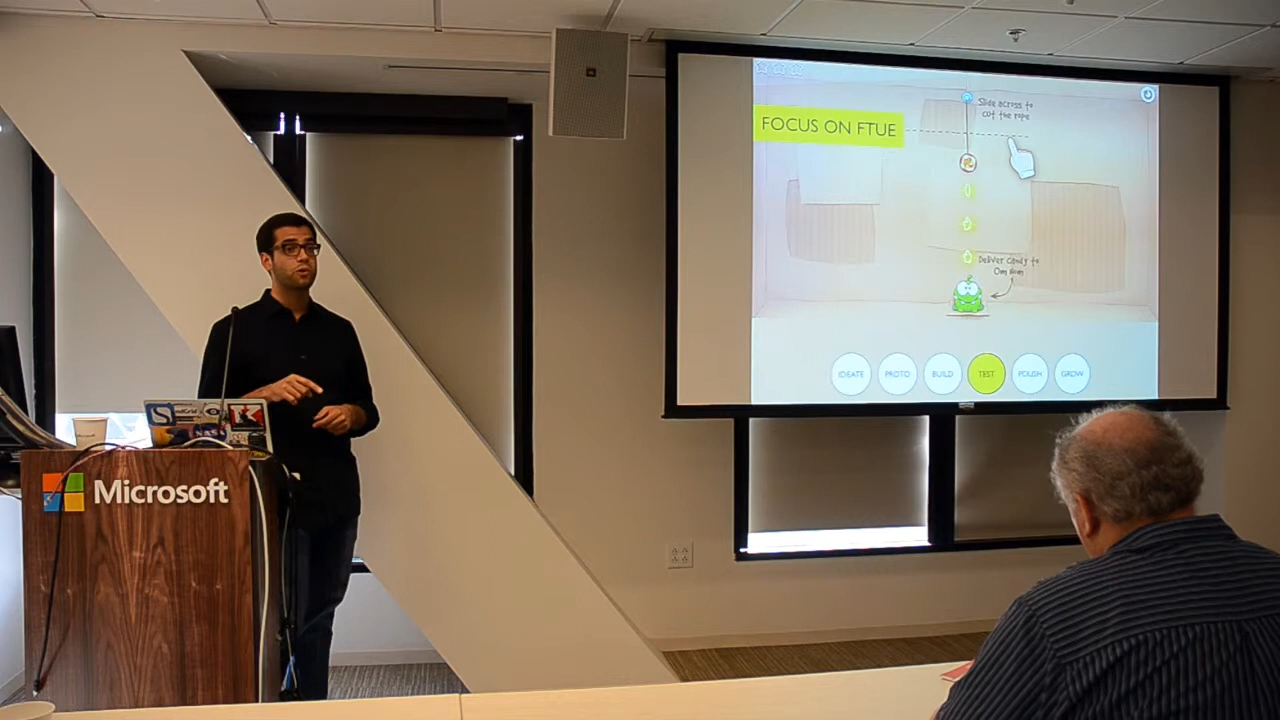 FOCUS ON FTUE
Slide across to
cut the rope
Deliver Candy to
Om Nom
IDEATE
PROTO
BUILD
TEST
POLISH
GROW
Microsoft